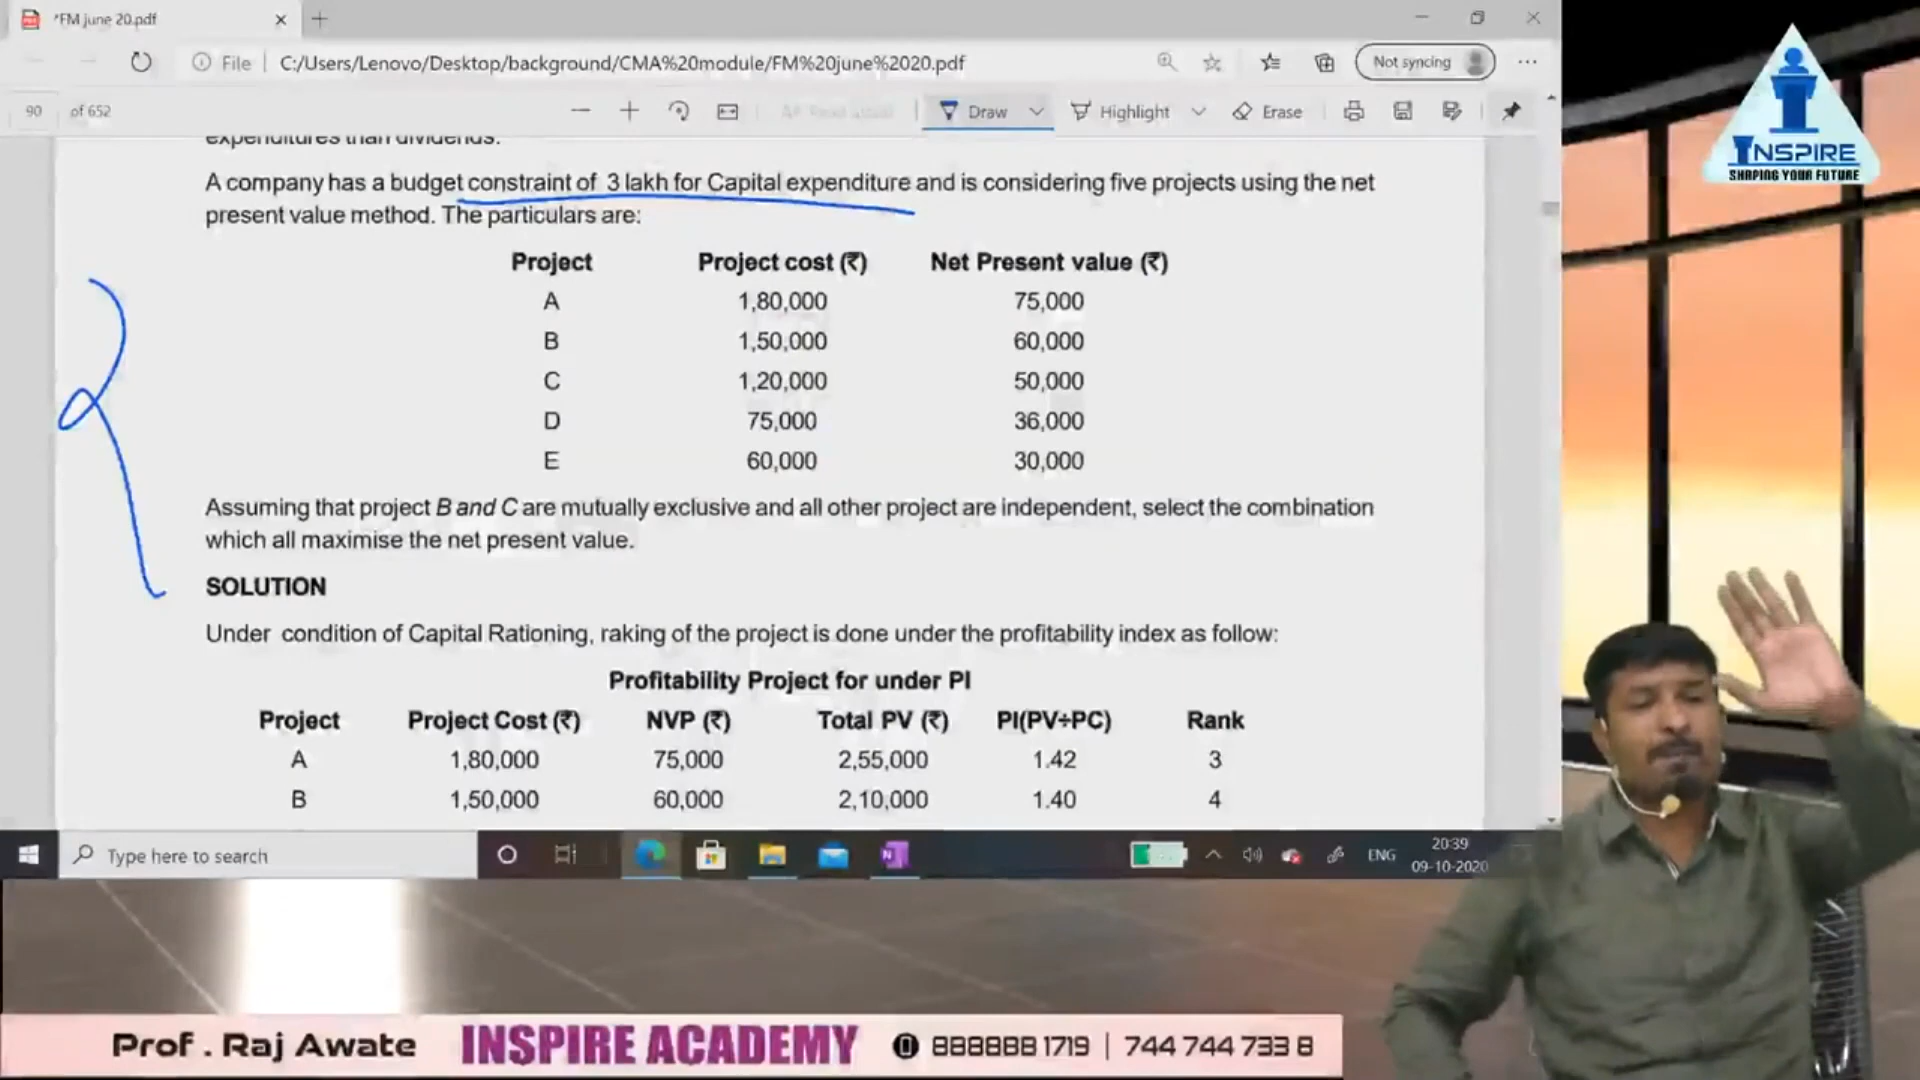 *FM june 20.pdf
File
C:/Users/Lenovo/Desktop/background/CMA%20module/FM%20june%2020.pdf
Not syncing
90 of 652
Draw
Highlight
Erase
expenditures than dividends.
A company has a budget constraint of 3 lakh for Capital expenditure and is considering five projects using the net
present value method. The particulars are:
Project Project cost (₹) Net Present value (₹)
A 1,80,000 75,000
B 1,50,000 60,000
C 1,20,000 50,000
D 75,000 36,000
E 60,000 30,000
Assuming that project B and C are mutually exclusive and all other project are independent, select the combination
which all maximise the net present value.
SOLUTION
Under condition of Capital Rationing, raking of the project is done under the profitability index as follow:
Profitability Project for under PI
Project Project Cost (₹) NVP (₹) Total PV (₹) PI(PV÷PC) Rank
A 1,80,000 75,000 2,55,000 1.42 3
B 1,50,000 60,000 2,10,000 1.40 4
Type here to search
ENG
20:39
09-10-2020
INSPIRE
SHAPING YOUR FUTURE
Prof . Raj Awate INSPIRE ACADEMY 888888 1719 | 744 744 733 8